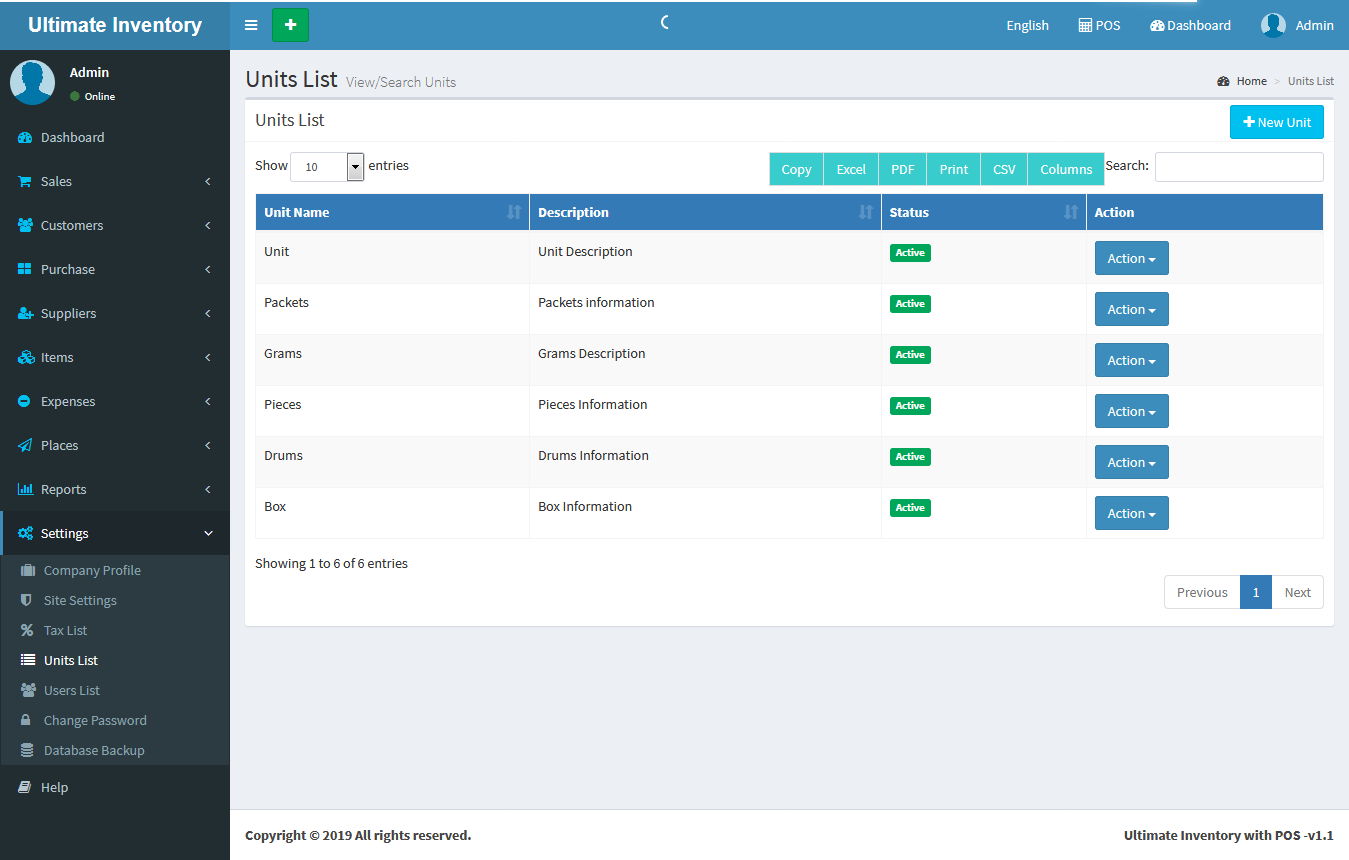 Ultimate Inventory
English POS Dashboard Admin
Admin
Online
Dashboard
Sales
Customers
Purchase
Suppliers
Items
Expenses
Places
Reports
Settings
Company Profile
Site Settings
Tax List
Units List
Users List
Change Password
Database Backup
Help
Units List View/Search Units
Home > Units List
Units List
New Unit
Show 10 entries
Copy Excel PDF Print CSV Columns Search:
Unit Name Description Status Action
Unit Unit Description Active Action
Packets Packets information Active Action
Grams Grams Description Active Action
Pieces Pieces Information Active Action
Drums Drums Information Active Action
Box Box Information Active Action
Showing 1 to 6 of 6 entries
Previous 1 Next
Copyright © 2019 All rights reserved.
Ultimate Inventory with POS -v1.1